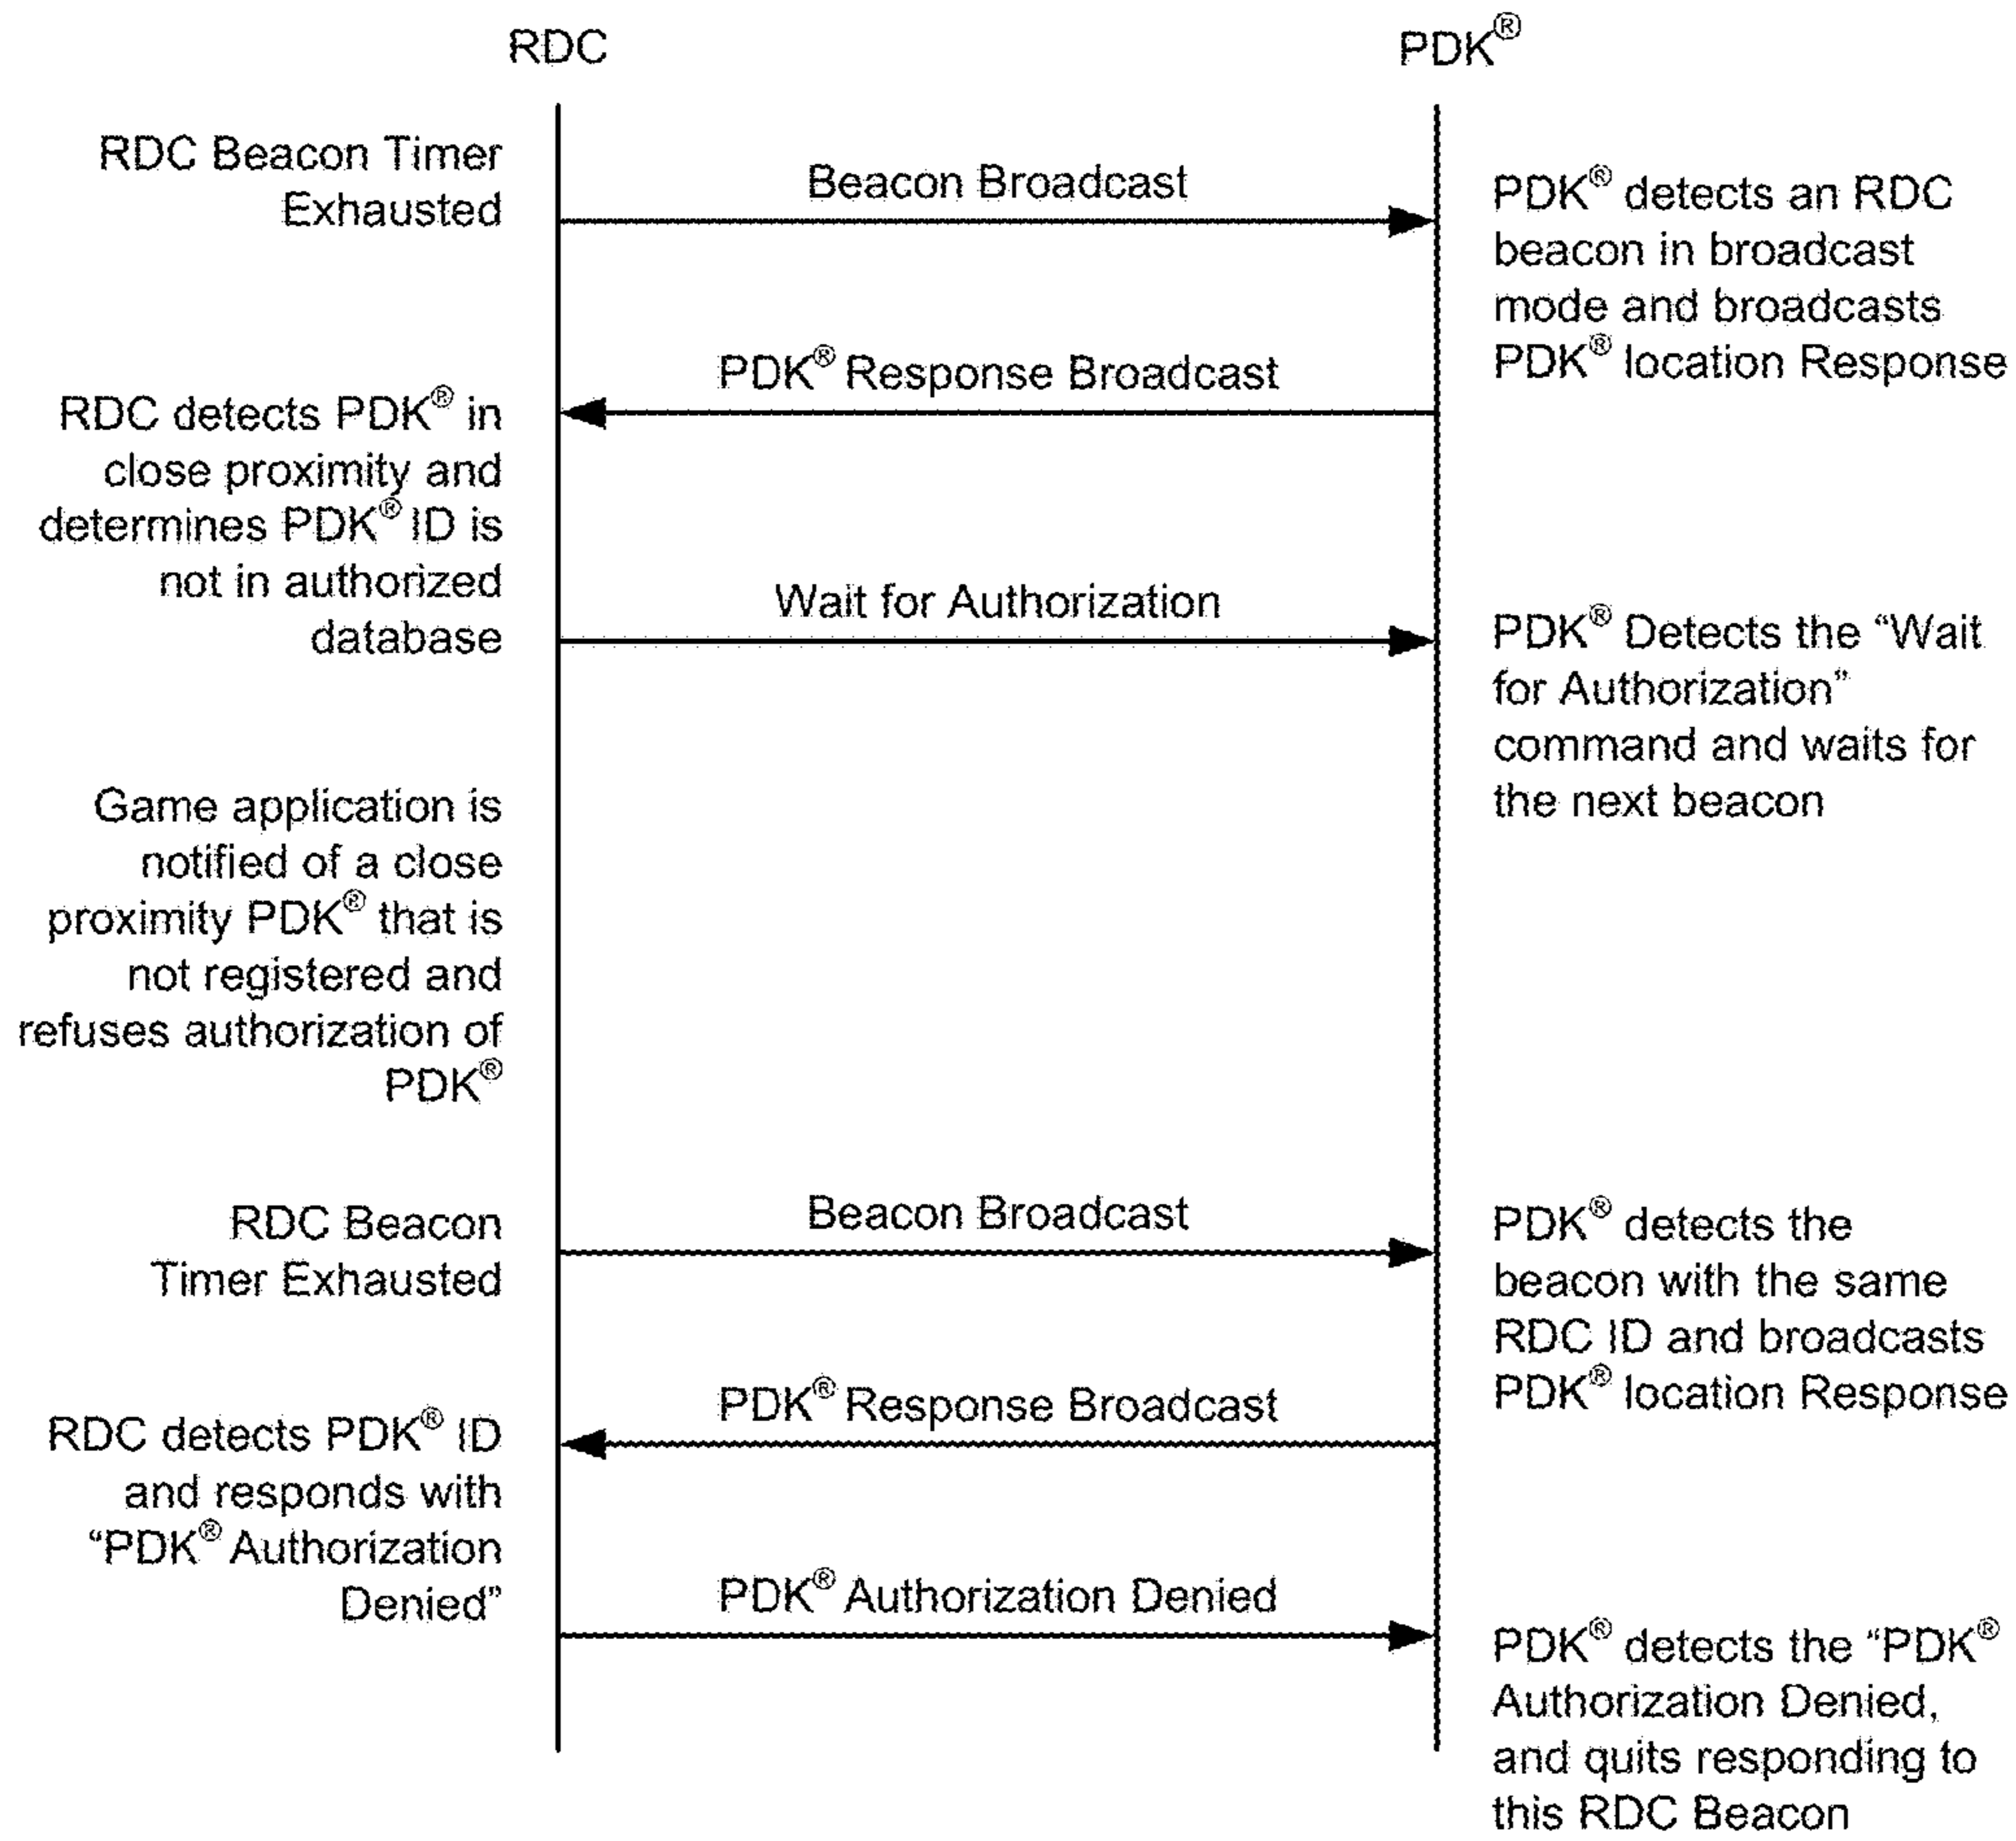 RDC
PDK®
RDC Beacon Timer
Exhausted
Beacon Broadcast
PDK® detects an RDC
beacon in broadcast
mode and broadcasts
PDK® location Response
PDK® Response Broadcast
RDC detects PDK® in
close proximity and
determines PDK® ID is
not in authorized
database
Wait for Authorization
PDK® Detects the “Wait
for Authorization”
command and waits for
the next beacon
Game application is
notified of a close
proximity PDK® that is
not registered and
refuses authorization of
PDK®
RDC Beacon
Timer Exhausted
Beacon Broadcast
PDK® detects the
beacon with the same
RDC ID and broadcasts
PDK® location Response
PDK® Response Broadcast
RDC detects PDK® ID
and responds with
“PDK® Authorization
Denied”
PDK® Authorization Denied
PDK® detects the “PDK®
Authorization Denied,
and quits responding to
this RDC Beacon